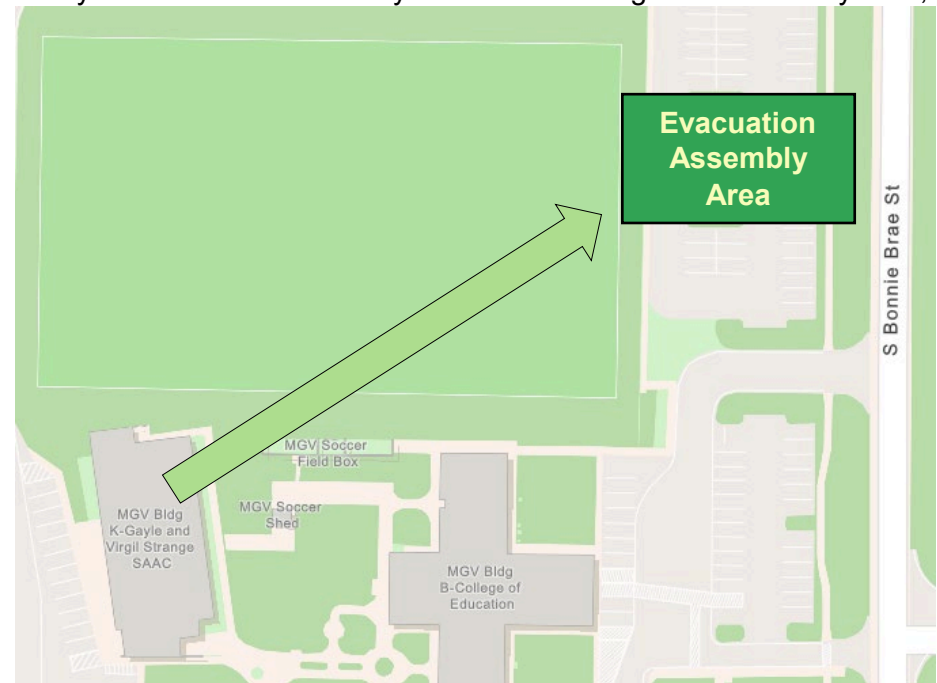 Evacuation
Assembly
Area
S Bonnie Brae St
MGV Soccer
Field Box
MGV Soccer
Shed
MGV Bldg
K-Gayle and
Virgil Strange
SAAC
MGV Bldg
B-College of
Education